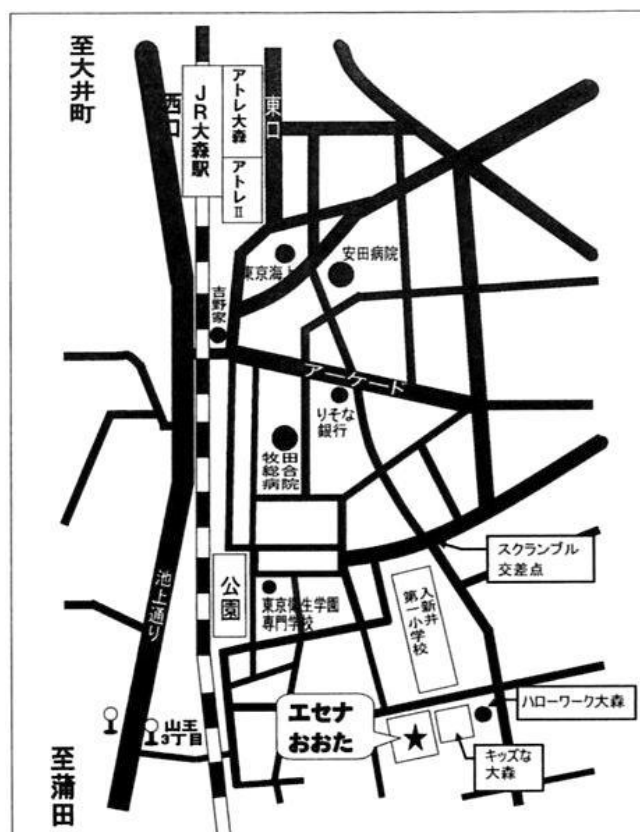 至大井町
西口
JR大森駅
アトレ大森
アトレⅡ
東口
東京海上
安田病院
吉野家
アーケード
りそな
銀行
牧田
総合
病院
スクランブル
交差点
公園
東京衛生学園
専門学校
入新井
第一小学校
池上通り
山王
3丁目
エセナ
おおた
ハローワーク大森
キッズな
大森
至蒲田